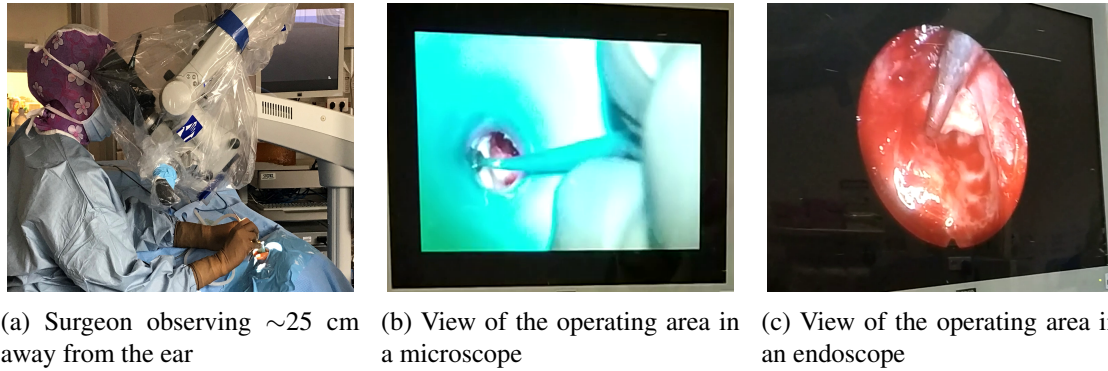 (a) Surgeon observing ∼25 cm
away from the ear
(b) View of the operating area in
a microscope
(c) View of the operating area i
an endoscope